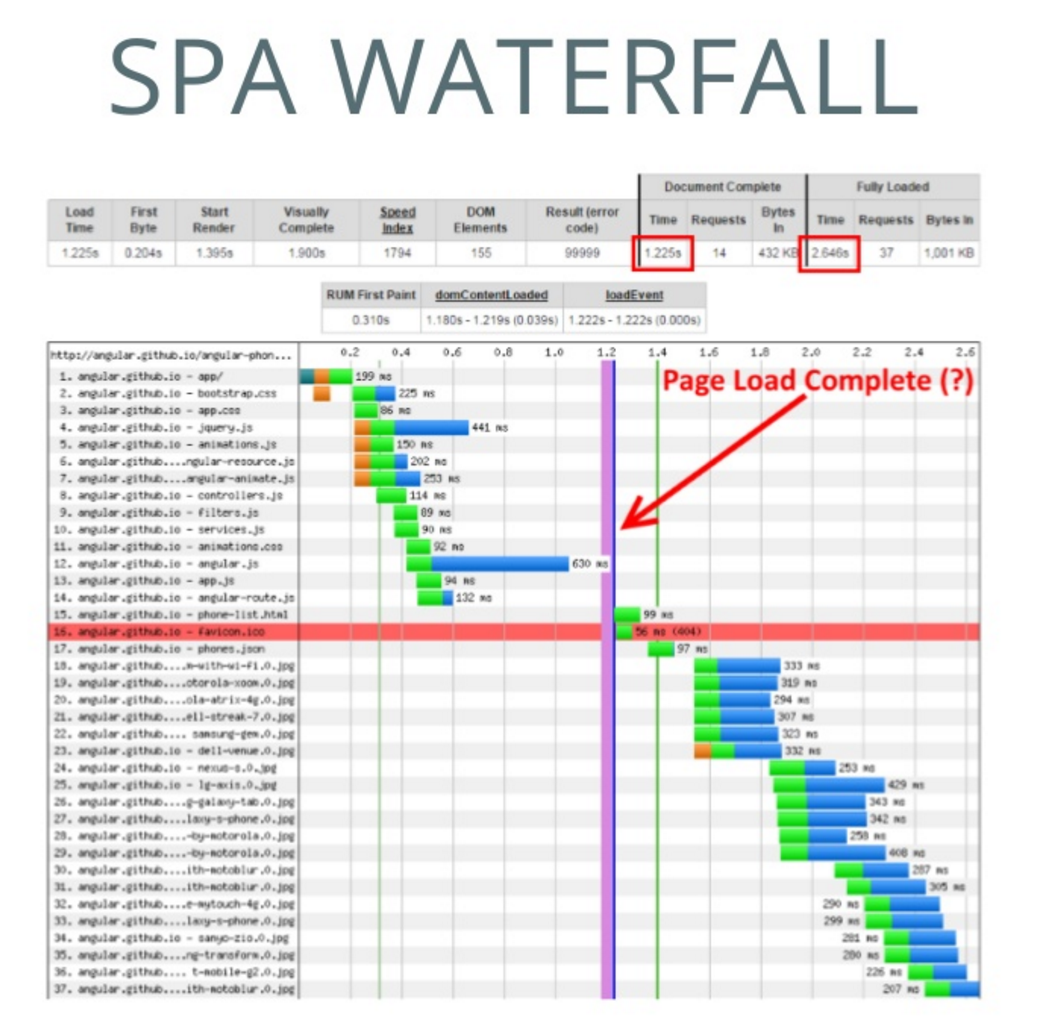 SPA WATERFALL
Document Complete Fully Loaded
Load Time First Byte Start Render Visually Complete Speed Index DOM Elements Result (error code) Time Requests Bytes In Time Requests Bytes In
1.225s 0.204s 1.395s 1.900s 1794 155 99999 1.225s 14 432 KB 2.646s 37 1,001 KB
RUM First Paint domContentLoaded loadEvent
0.310s 1.180s - 1.219s (0.039s) 1.222s - 1.222s (0.000s)
http://angular.github.io/angular-phon... 0.2 0.4 0.6 0.8 1.0 1.2 1.4 1.6 1.8 2.0 2.2 2.4 2.6
Page Load Complete (?)
1. angular.github.io - app/ 199 ms
2. angular.github.io - bootstrap.css 225 ms
3. angular.github.io - app.css 86 ms
4. angular.github.io - jquery.js 441 ms
5. angular.github.io - animations.js 150 ms
6. angular.github....ngular-resource.js 202 ms
7. angular.github....angular-animate.js 253 ms
8. angular.github.io - controllers.js 114 ms
9. angular.github.io - filters.js 89 ms
10. angular.github.io - services.js 90 ms
11. angular.github.io - animations.css 92 ms
12. angular.github.io - angular.js 630 ms
13. angular.github.io - app.js 94 ms
14. angular.github.io - angular-route.js 132 ms
15. angular.github.io - phone-list.html 99 ms
16. angular.github.io - favicon.ico 56 ms (404)
17. angular.github.io - phones.json 97 ms
18. angular.github....m-with-wi-fi.0.jpg 333 ms
19. angular.github....otorola-xoom.0.jpg 319 ms
20. angular.github....ola-atrix-4g.0.jpg 294 ms
21. angular.github....ell-streak-7.0.jpg 307 ms
22. angular.github.... samsung-gem.0.jpg 323 ms
23. angular.github.io - dell-venue.0.jpg 332 ms
24. angular.github.io - nexus-s.0.jpg 253 ms
25. angular.github.io - lg-axis.0.jpg 429 ms
26. angular.github....g-galaxy-tab.0.jpg 343 ms
27. angular.github....laxy-s-phone.0.jpg 342 ms
28. angular.github....-by-motorola.0.jpg 258 ms
29. angular.github....-by-motorola.0.jpg 408 ms
30. angular.github....ith-motoblur.0.jpg 287 ms
31. angular.github....ith-motoblur.0.jpg 305 ms
32. angular.github....e-mytouch-4g.0.jpg 290 ms
33. angular.github....laxy-s-phone.0.jpg 299 ms
34. angular.github.io - sanyo-zio.0.jpg 281 ms
35. angular.github....ng-transform.0.jpg 280 ms
36. angular.github.... t-mobile-g2.0.jpg 226 ms
37. angular.github....ith-motoblur.0.jpg 207 ms